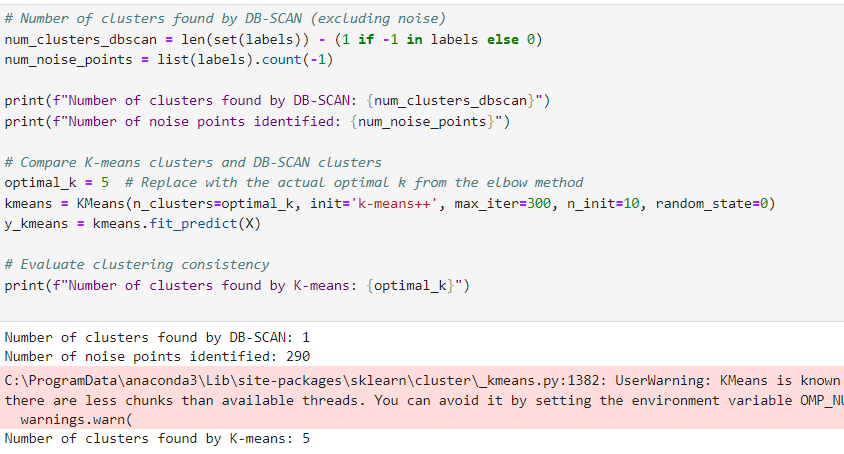 # Number of clusters found by DB-SCAN (excluding noise)
num_clusters_dbscan = len(set(labels)) - (1 if -1 in labels else 0)
num_noise_points = list(labels).count(-1)
print(f"Number of clusters found by DB-SCAN: {num_clusters_dbscan}")
print(f"Number of noise points identified: {num_noise_points}")
# Compare K-means clusters and DB-SCAN clusters
optimal_k = 5  # Replace with the actual optimal k from the elbow method
kmeans = KMeans(n_clusters=optimal_k, init='k-means++', max_iter=300, n_init=10, random_state=0)
y_kmeans = kmeans.fit_predict(X)
# Evaluate clustering consistency
print(f"Number of clusters found by K-means: {optimal_k}")
Number of clusters found by DB-SCAN: 1
Number of noise points identified: 290
C:\ProgramData\anaconda3\Lib\site-packages\sklearn\cluster\_kmeans.py:1382: UserWarning: KMeans is known
there are less chunks than available threads. You can avoid it by setting the environment variable OMP_NU
  warnings.warn(
Number of clusters found by K-means: 5